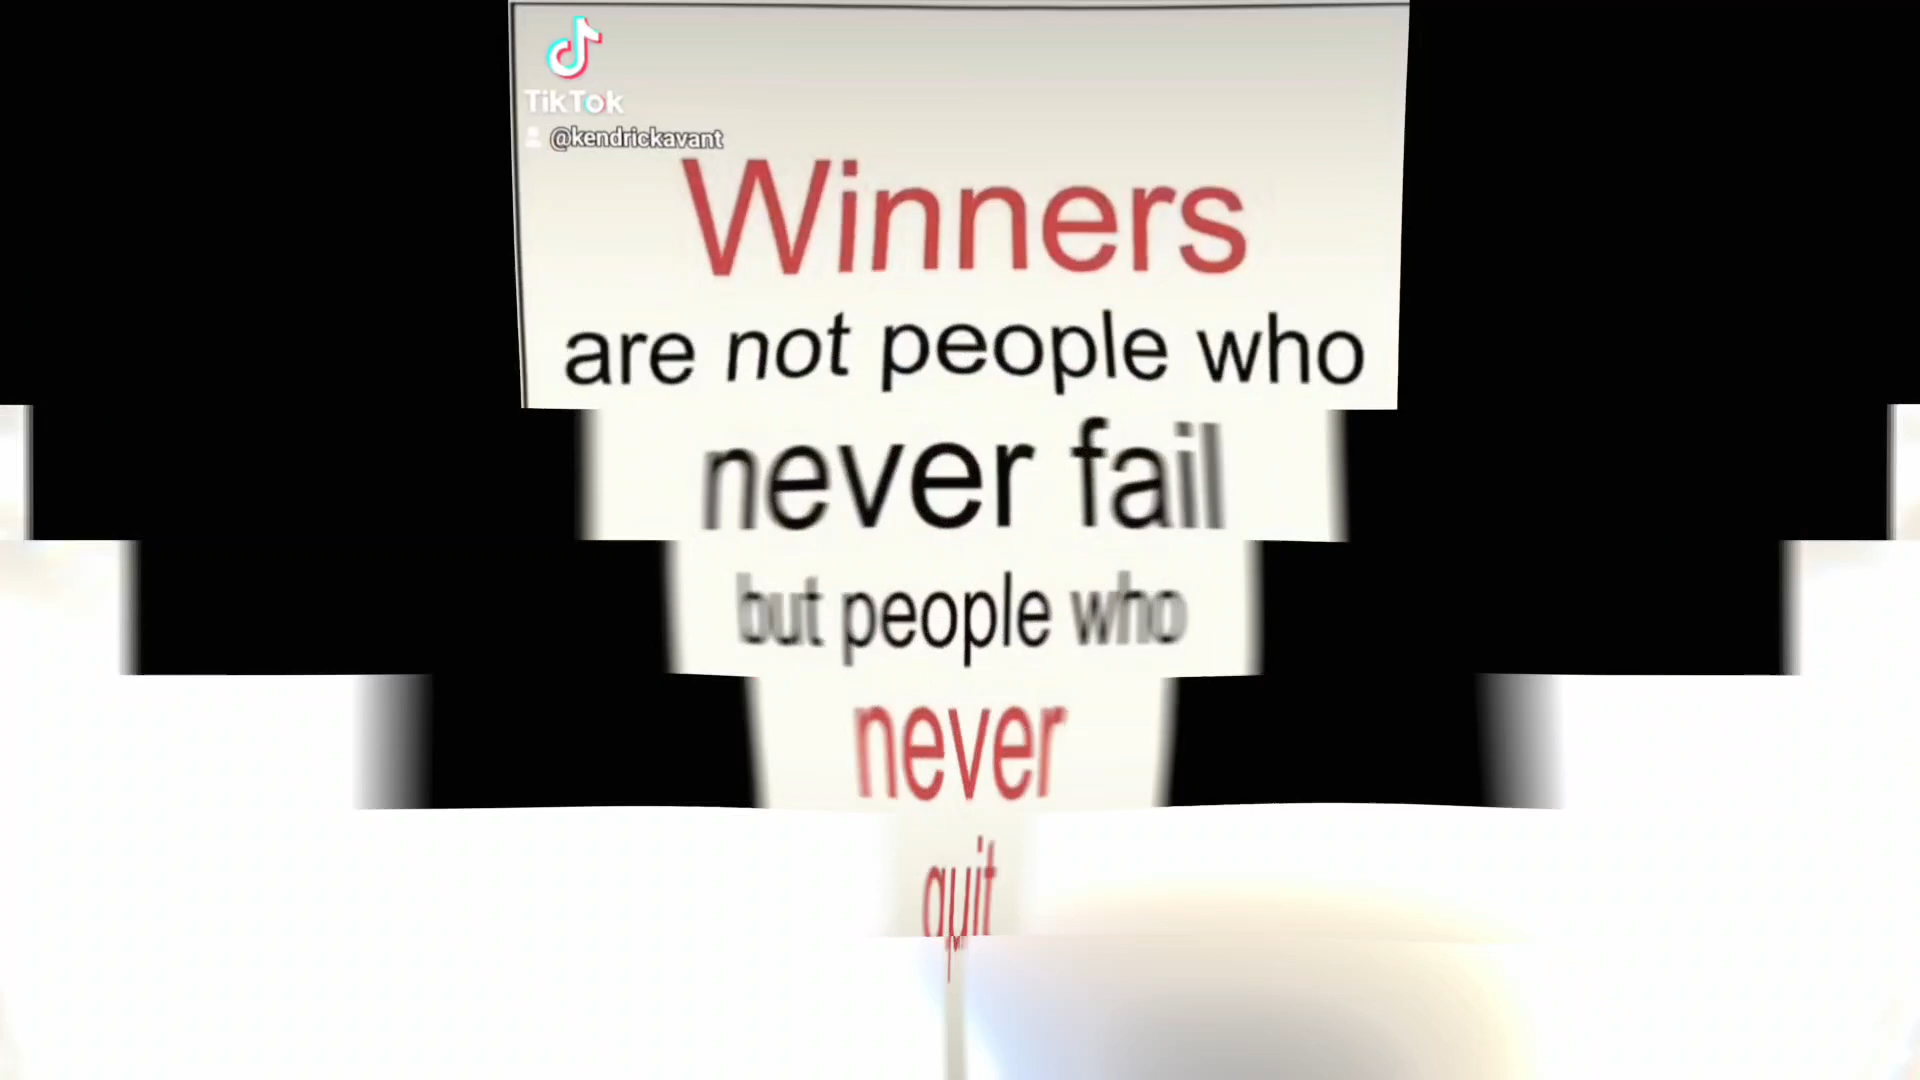 TikTok
@kendrickavant
Winners
are not people who
never fail
but people who
never
quit